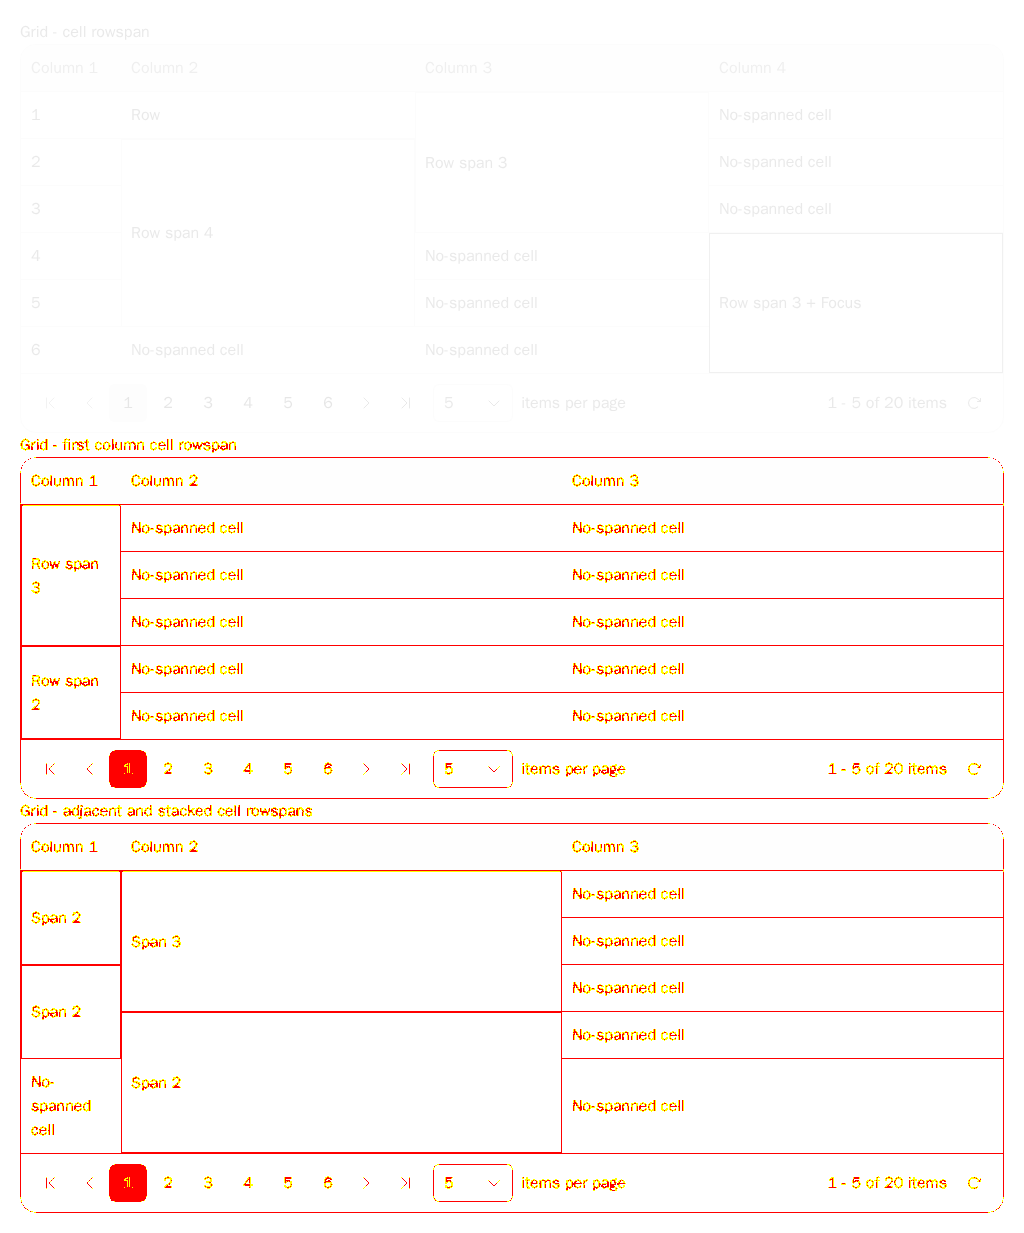 Grid - cell rowspan
Column 1 Column 2 Column 3 Column 4
1 Row No-spanned cell
2 Row span 3 No-spanned cell
3 No-spanned cell
Row span 4
4 No-spanned cell
5 No-spanned cell Row span 3 + Focus
6 No-spanned cell No-spanned cell
1 2 3 4 5 6 5 items per page 1 - 5 of 20 items
Grid - first column cell rowspan
Column 1 Column 2 Column 3
No-spanned cell No-spanned cell
Row span
3
No-spanned cell No-spanned cell
No-spanned cell No-spanned cell
No-spanned cell No-spanned cell
Row span
2
No-spanned cell No-spanned cell
1 2 3 4 5 6 5 items per page 1 - 5 of 20 items
Grid - adjacent and stacked cell rowspans
Column 1 Column 2 Column 3
No-spanned cell
Span 2
Span 3 No-spanned cell
No-spanned cell
Span 2
No-spanned cell
No-
spanned
cell
Span 2
No-spanned cell
1 2 3 4 5 6 5 items per page 1 - 5 of 20 items